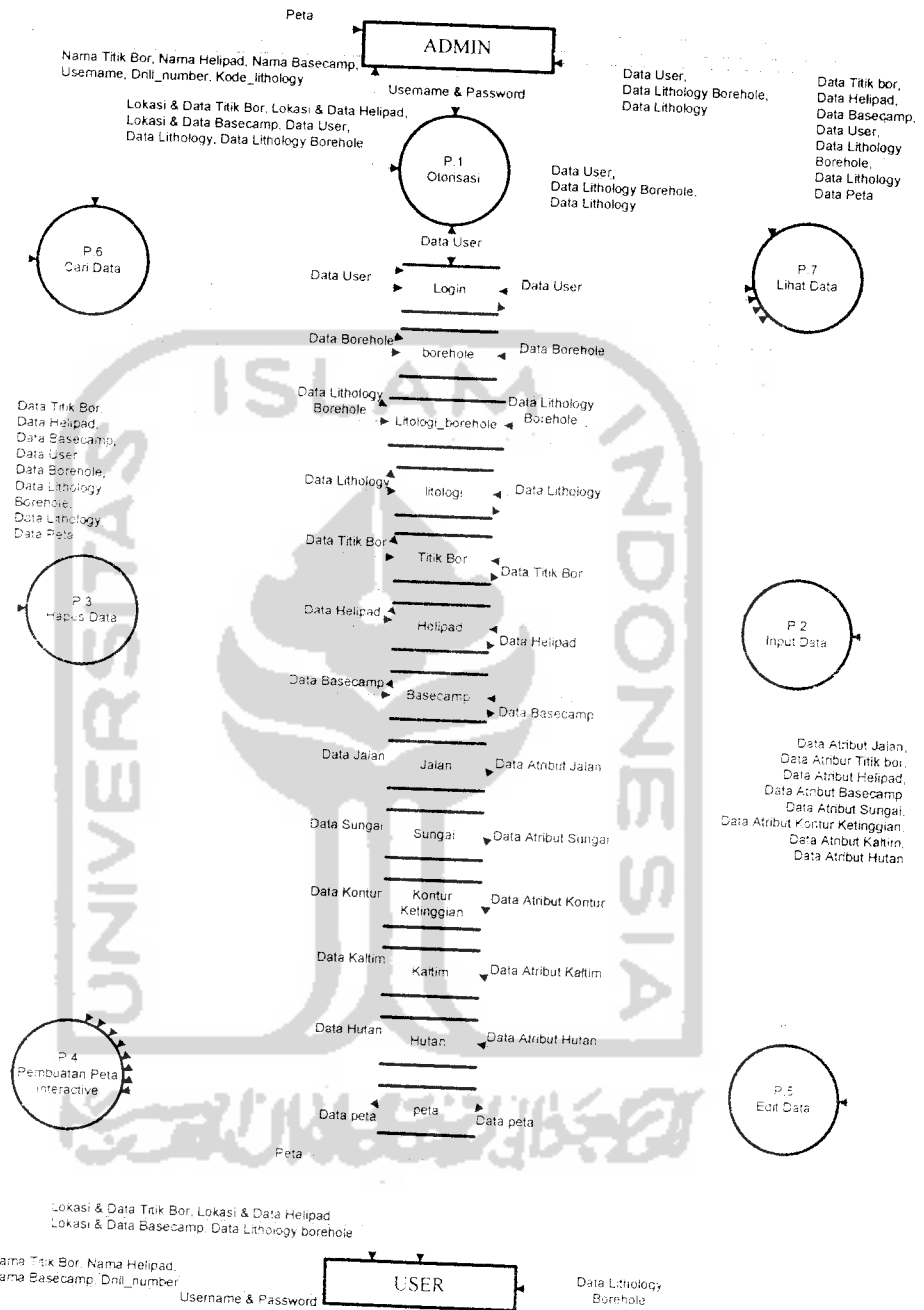 Peta
ADMIN
Nama Titik Bor, Nama Helipad, Nama Basecamp,
Username, Drill_number, Kode_lithology
Username & Password
Data User,
Data Lithology Borehole,
Data Lithology
Data Titik bor,
Data Helipad,
Data Basecamp,
Data User,
Data Lithology
Borehole,
Data Lithology
Data Peta
Lokasi & Data Titik Bor, Lokasi & Data Helipad,
Lokasi & Data Basecamp, Data User,
Data Lithology, Data Lithology Borehole
P.1
Otorisasi
Data User,
Data Lithology Borehole,
Data Lithology
Data User
P.6
Cari Data
P.7
Lihat Data
Data User
Login
Data User
Data Borehole
borehole
Data Borehole
Data Lithology
Borehole
Litologi_borehole
Data Lithology
Borehole
Data Titik Bor,
Data Helipad,
Data Basecamp,
Data User
Data Borehole,
Data Lithology
Borehole,
Data Lithology
Data Peta
Data Lithology
litologi
Data Lithology
Data Titik Bor
Titik Bor
Data Titik Bor
P.3
Hapus Data
Data Helipad
Helipad
Data Helipad
P.2
Input Data
Data Basecamp
Basecamp
Data Basecamp
Data Jalan
Jalan
Data Atribut Jalan
Data Atribut Jalan,
Data Atribur Titik bor,
Data Atribut Helipad,
Data Atribut Basecamp
Data Atribut Sungai,
Data Atribut Kontur Ketinggian,
Data Atribut Kaltim,
Data Atribut Hutan
Data Sungai
Sungai
Data Atribut Sungai
Data Kontur
Kontur
Ketinggian
Data Atribut Kontur
Data Kaltim
Kaltim
Data Atribut Kaltim
Data Hutan
Hutan
Data Atribut Hutan
P.4
Pembuatan Peta
Interactive
P.5
Edit Data
Data peta
peta
Data peta
Peta
Lokasi & Data Titik Bor, Lokasi & Data Helipad
Lokasi & Data Basecamp, Data Lithology borehole
ama Titik Bor, Nama Helipad,
ama Basecamp, Drill_number
Username & Password
USER
Data Lithology
Borehole
UNIVERSITAS
ISLAM
INDONESIA